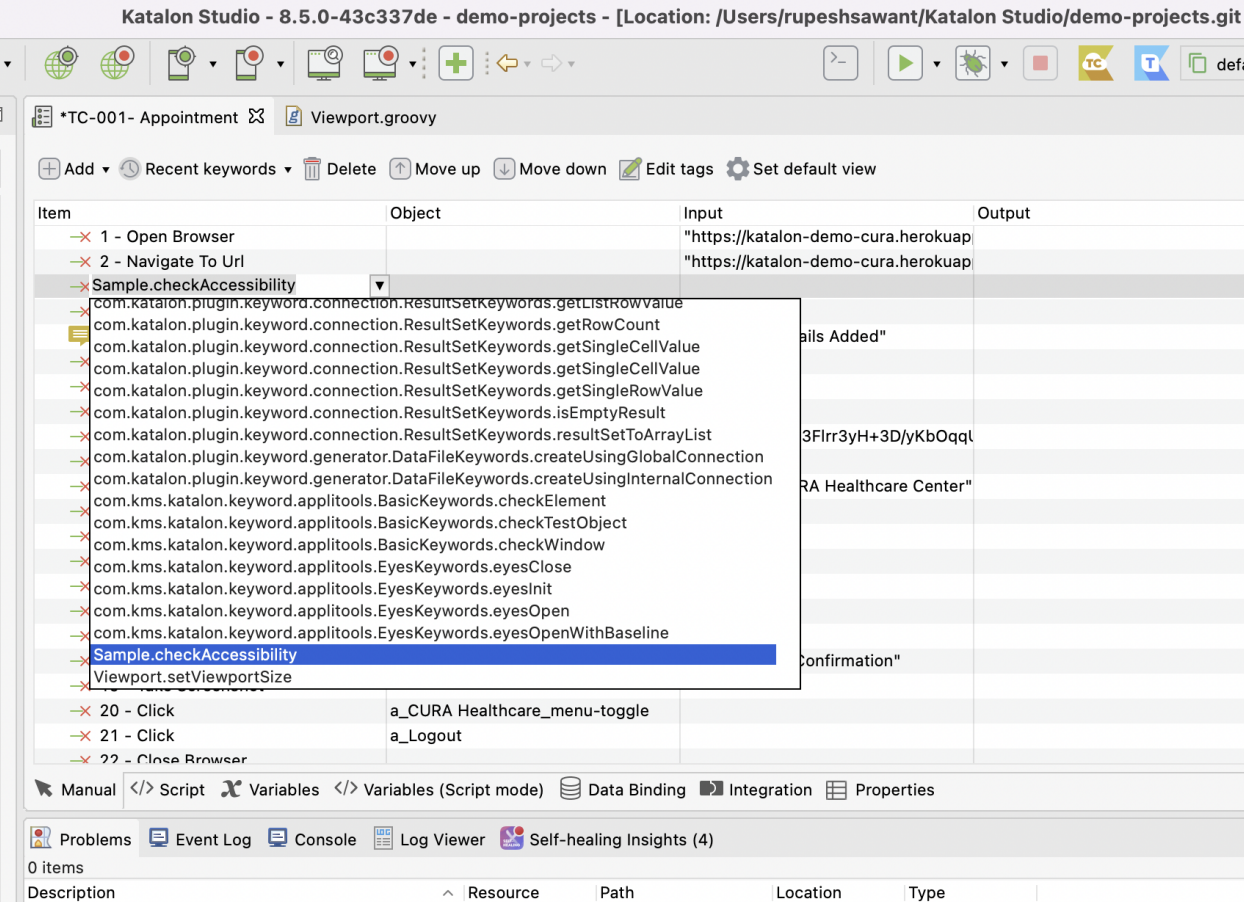 Katalon Studio - 8.5.0-43c337de - demo-projects - [Location: /Users/rupeshsawant/Katalon Studio/demo-projects.git
TC T defa
*TC-001- Appointment Viewport.groovy
Add Recent keywords Delete Move up Move down Edit tags Set default view
Item Object Input Output
1 - Open Browser "https://katalon-demo-cura.herokuapp
2 - Navigate To Url "https://katalon-demo-cura.herokuapp
Sample.checkAccessibility
com.katalon.plugin.keyword.connection.ResultSetKeywords.getListRowValue
com.katalon.plugin.keyword.connection.ResultSetKeywords.getRowCount
com.katalon.plugin.keyword.connection.ResultSetKeywords.getSingleCellValue ails Added"
com.katalon.plugin.keyword.connection.ResultSetKeywords.getSingleCellValue
com.katalon.plugin.keyword.connection.ResultSetKeywords.getSingleRowValue
com.katalon.plugin.keyword.connection.ResultSetKeywords.isEmptyResult
com.katalon.plugin.keyword.connection.ResultSetKeywords.resultSetToArrayList 3Flrr3yH+3D/yKbOqqU
com.katalon.plugin.keyword.generator.DataFileKeywords.createUsingGlobalConnection
com.katalon.plugin.keyword.generator.DataFileKeywords.createUsingInternalConnection RA Healthcare Center"
com.kms.katalon.keyword.applitools.BasicKeywords.checkElement
com.kms.katalon.keyword.applitools.BasicKeywords.checkTestObject
com.kms.katalon.keyword.applitools.BasicKeywords.checkWindow
com.kms.katalon.keyword.applitools.EyesKeywords.eyesClose
com.kms.katalon.keyword.applitools.EyesKeywords.eyesInit
com.kms.katalon.keyword.applitools.EyesKeywords.eyesOpen
com.kms.katalon.keyword.applitools.EyesKeywords.eyesOpenWithBaseline
Sample.checkAccessibility Confirmation"
Viewport.setViewportSize
20 - Click a_CURA Healthcare_menu-toggle
21 - Click a_Logout
22 - Close Browser
Manual Script Variables Variables (Script mode) Data Binding Integration Properties
Problems Event Log Console Log Viewer Self-healing Insights (4)
0 items
Description Resource Path Location Type